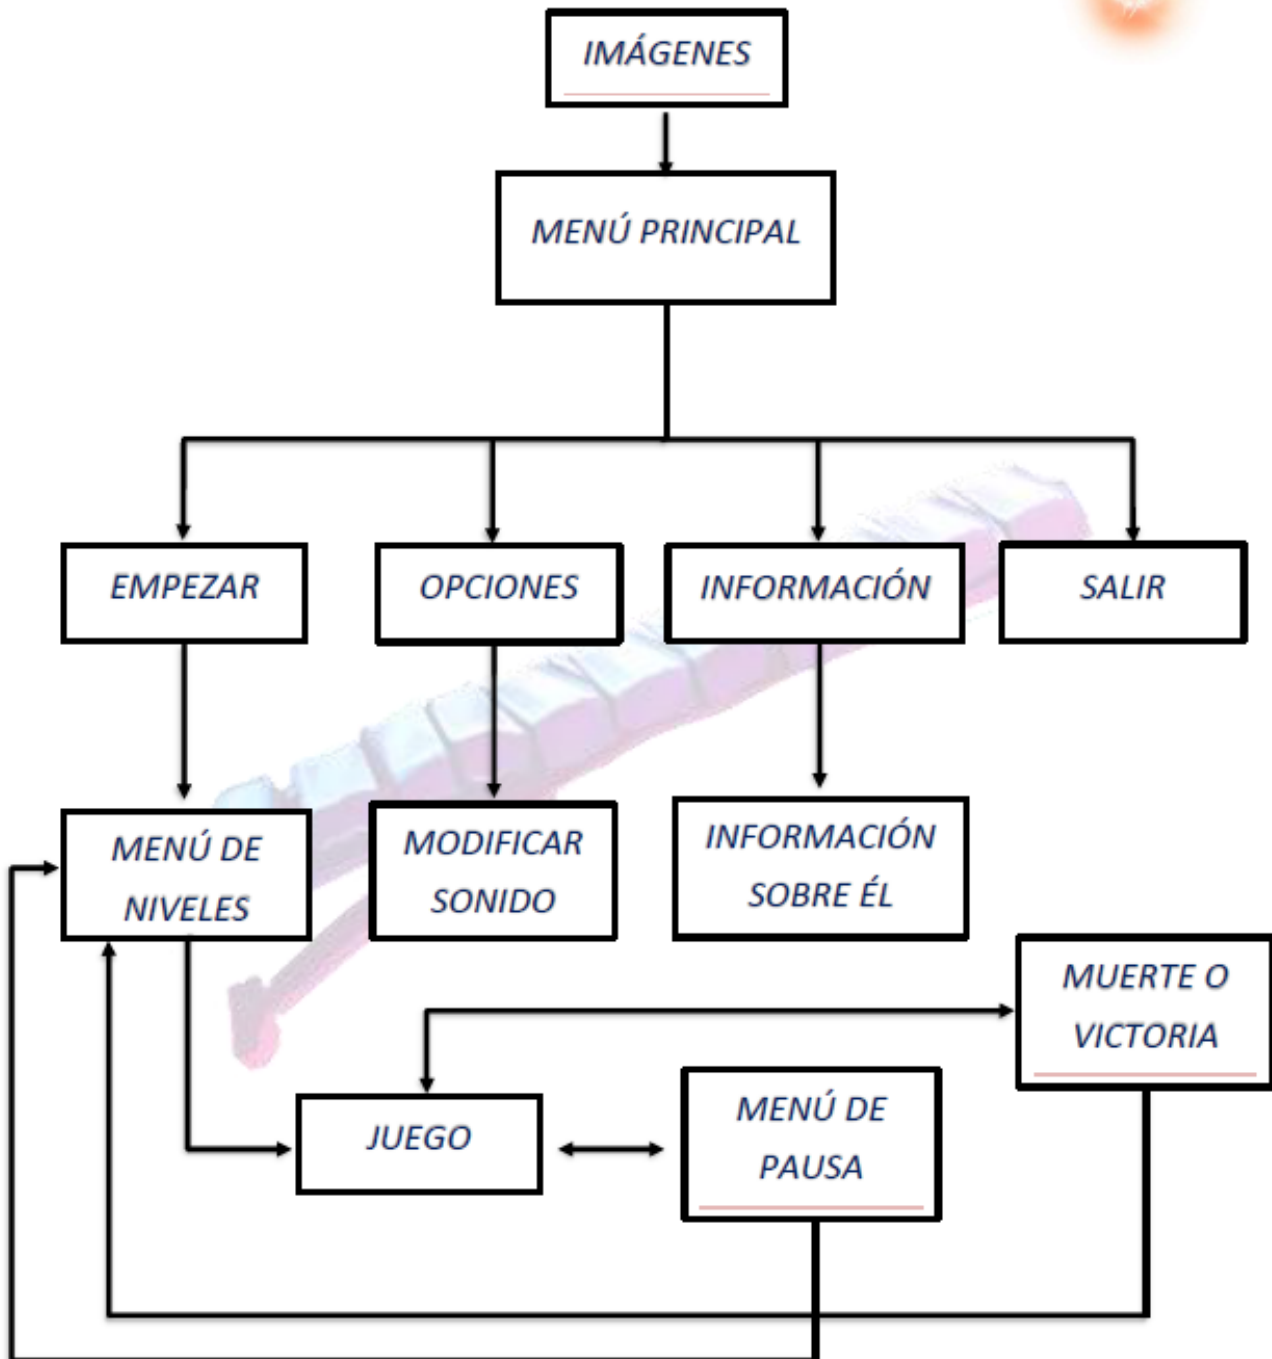 IMÁGENES
MENÚ PRINCIPAL
EMPEZAR
OPCIONES
INFORMACIÓN
SALIR
MENÚ DE
NIVELES
MODIFICAR
SONIDO
INFORMACIÓN
SOBRE ÉL
MUERTE O
VICTORIA
JUEGO
MENÚ DE
PAUSA